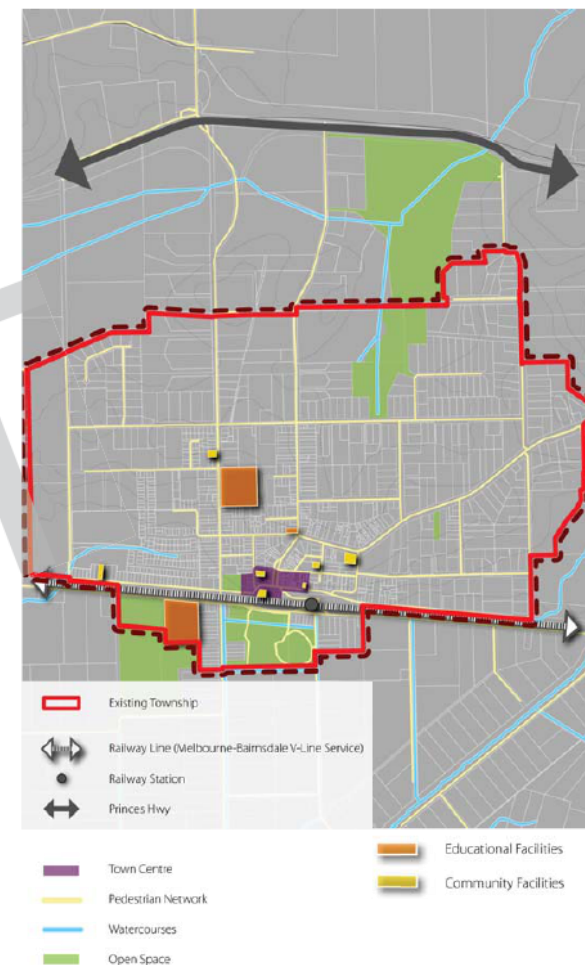 Existing Township
Railway Line (Melbourne-Bairnsdale V-Line Service)
Railway Station
Princes Hwy
Town Centre
Pedestrian Network
Watercourses
Open Space
Educational Facilities
Community Facilities